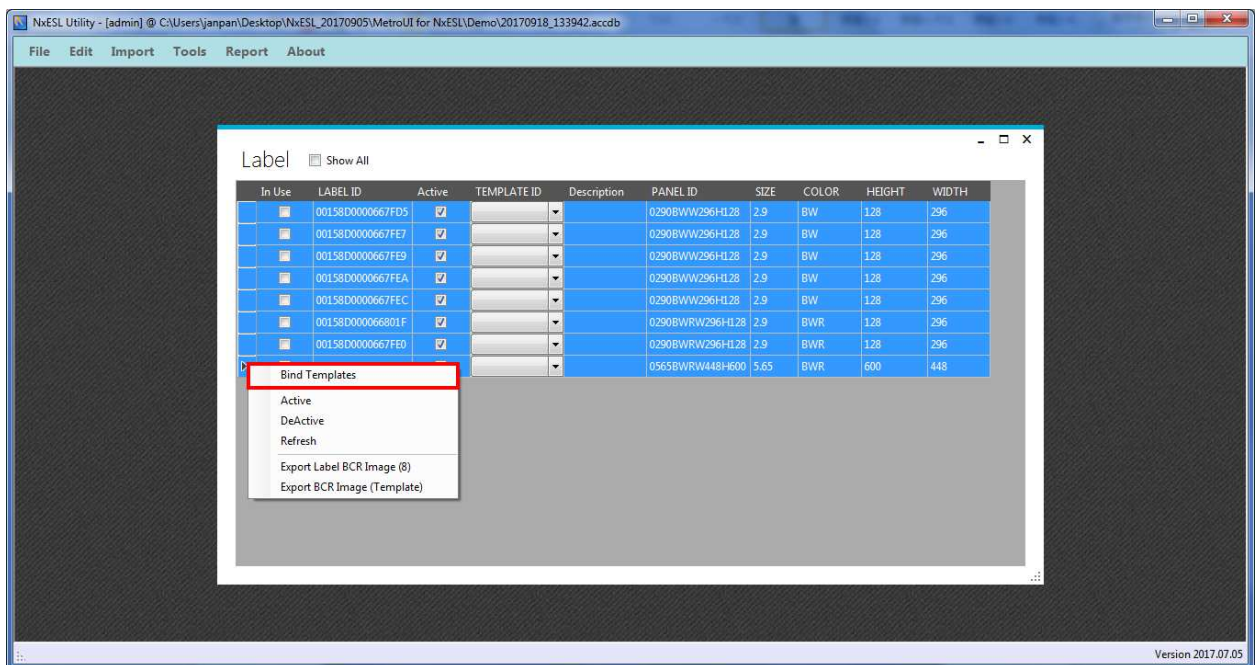 NxESL Utility - [admin] @ C:\Users\janpan\Desktop\NxESL_20170905\MetroUI for NxESL\Demo\20170918_133942.accdb
File Edit Import Tools Report About
Label Show All
In Use LABEL ID Active TEMPLATE ID Description PANEL ID SIZE COLOR HEIGHT WIDTH
00158D0000667FD5 0290BWW296H128 2.9 BW 128 296
00158D0000667FE7 0290BWW296H128 2.9 BW 128 296
00158D0000667FE9 0290BWW296H128 2.9 BW 128 296
00158D0000667FEA 0290BWW296H128 2.9 BW 128 296
00158D0000667FEC 0290BWW296H128 2.9 BW 128 296
00158D000066801F 0290BWRW296H128 2.9 BWR 128 296
00158D0000667FE0 0290BWRW296H128 2.9 BWR 128 296
0565BWRW448H600 5.65 BWR 600 448
Bind Templates
Active
DeActive
Refresh
Export Label BCR Image (8)
Export BCR Image (Template)
Version 2017.07.05